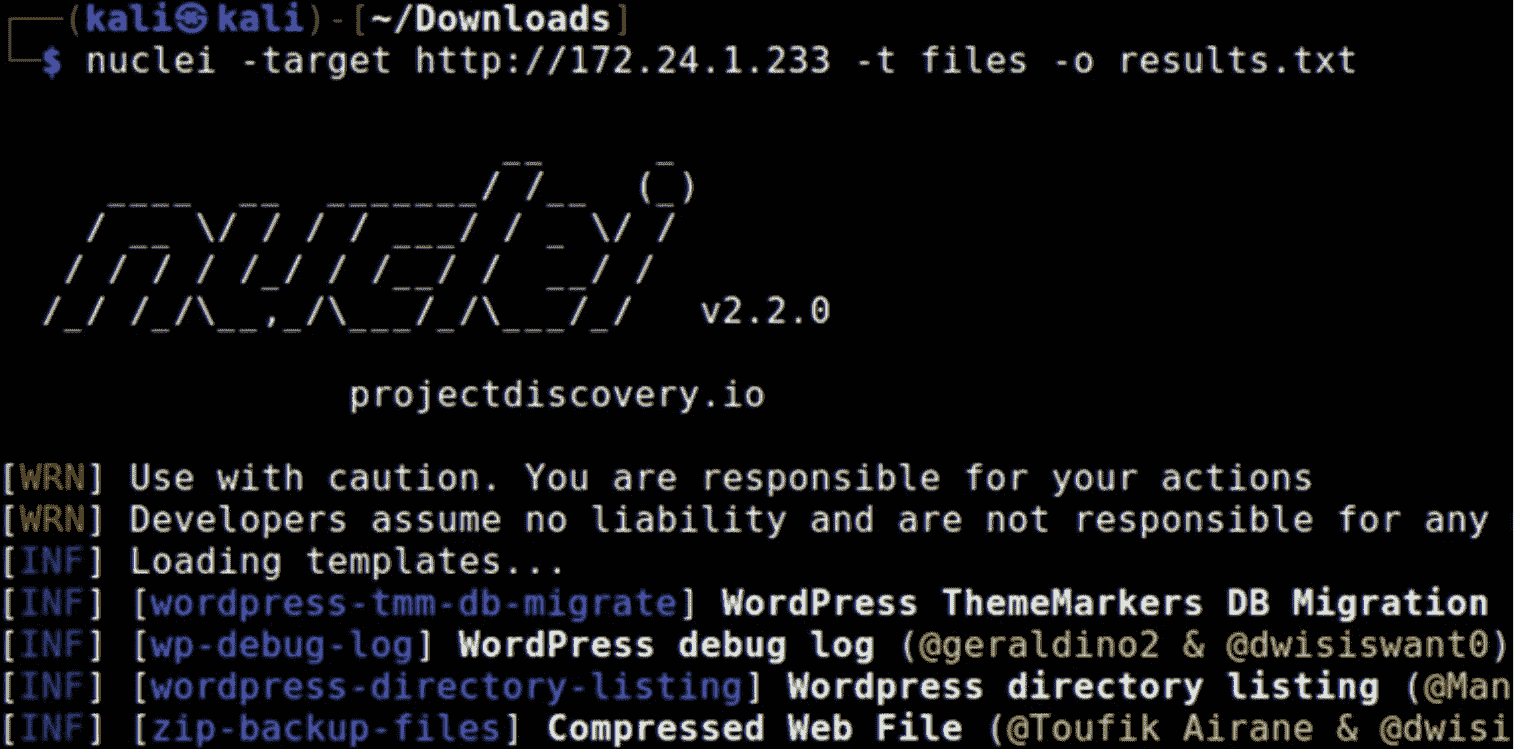 (kali㉿kali)-[~/Downloads]
$ nuclei -target http://172.24.1.233 -t files -o results.txt
nuclei
v2.2.0
projectdiscovery.io
[WRN] Use with caution. You are responsible for your actions
[WRN] Developers assume no liability and are not responsible for any
[INF] Loading templates...
[INF] [wordpress-tmm-db-migrate] WordPress ThemeMarkers DB Migration
[INF] [wp-debug-log] WordPress debug log (@geraldino2 & @dwisiswant0)
[INF] [wordpress-directory-listing] Wordpress directory listing (@Man
[INF] [zip-backup-files] Compressed Web File (@Toufik Airane & @dwisi